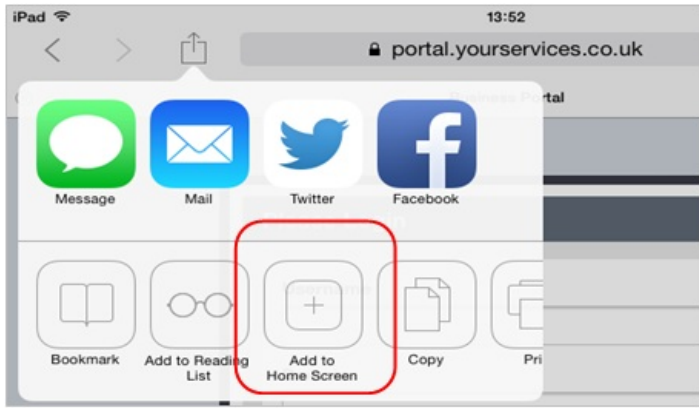 iPad 13:52
portal.yourservices.co.uk
Business Portal
Message Mail Twitter Facebook
Username
Bookmark Add to Reading List Add to Home Screen Copy Pri